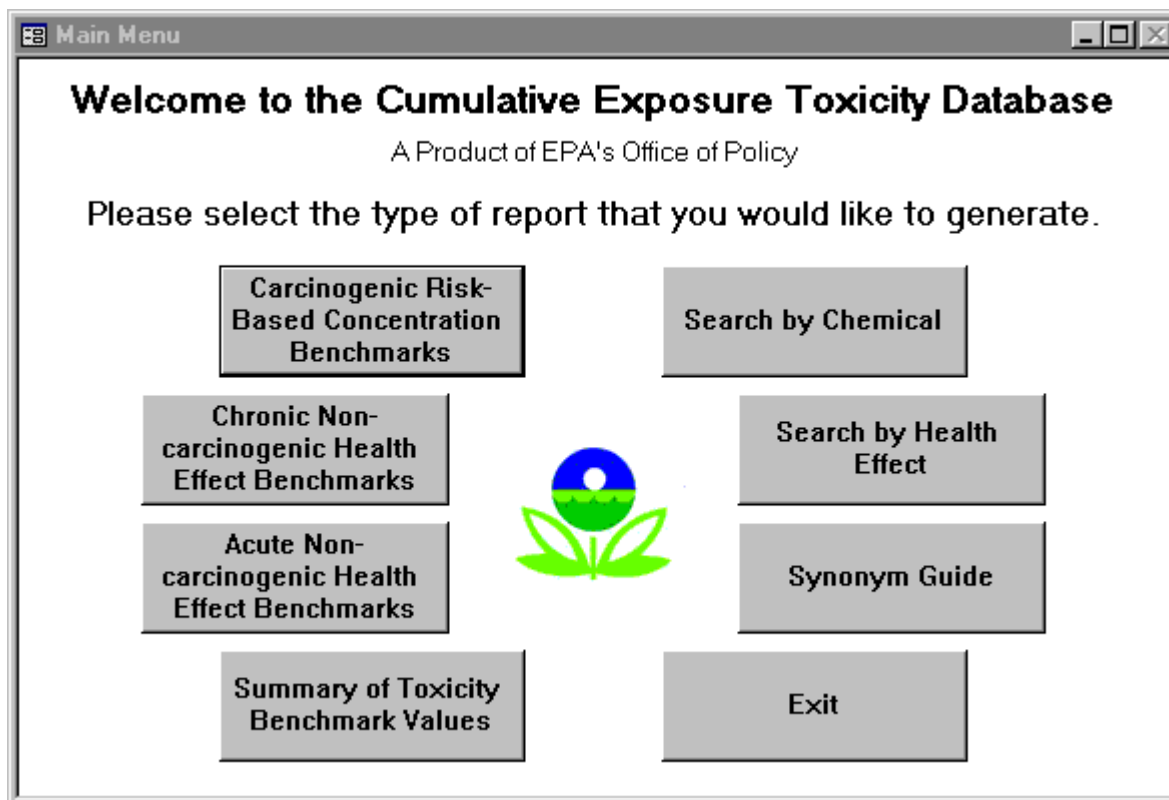 Main Menu
Welcome to the Cumulative Exposure Toxicity Database
A Product of EPA's Office of Policy
Please select the type of report that you would like to generate.
Carcinogenic Risk-
Based Concentration
Benchmarks
Search by Chemical
Chronic Non-
carcinogenic Health
Effect Benchmarks
Search by Health
Effect
Acute Non-
carcinogenic Health
Effect Benchmarks
Synonym Guide
Summary of Toxicity
Benchmark Values
Exit